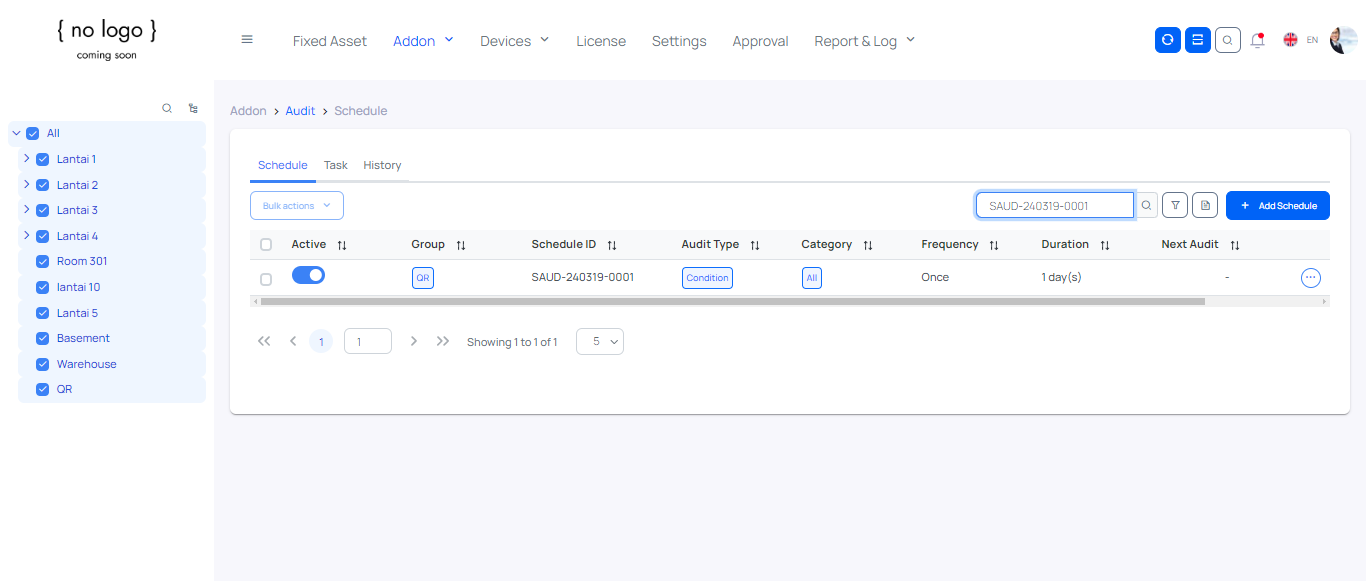 { no logo }
coming soon
Fixed Asset Addon Devices License Settings Approval Report & Log EN
All
Lantai 1
Lantai 2
Lantai 3
Lantai 4
Room 301
lantai 10
Lantai 5
Basement
Warehouse
QR
Addon > Audit > Schedule
Schedule Task History
Bulk actions SAUD-240319-0001 + Add Schedule
Active Group Schedule ID Audit Type Category Frequency Duration Next Audit
QR SAUD-240319-0001 Condition All Once 1 day(s) -
1 1 Showing 1 to 1 of 1 5